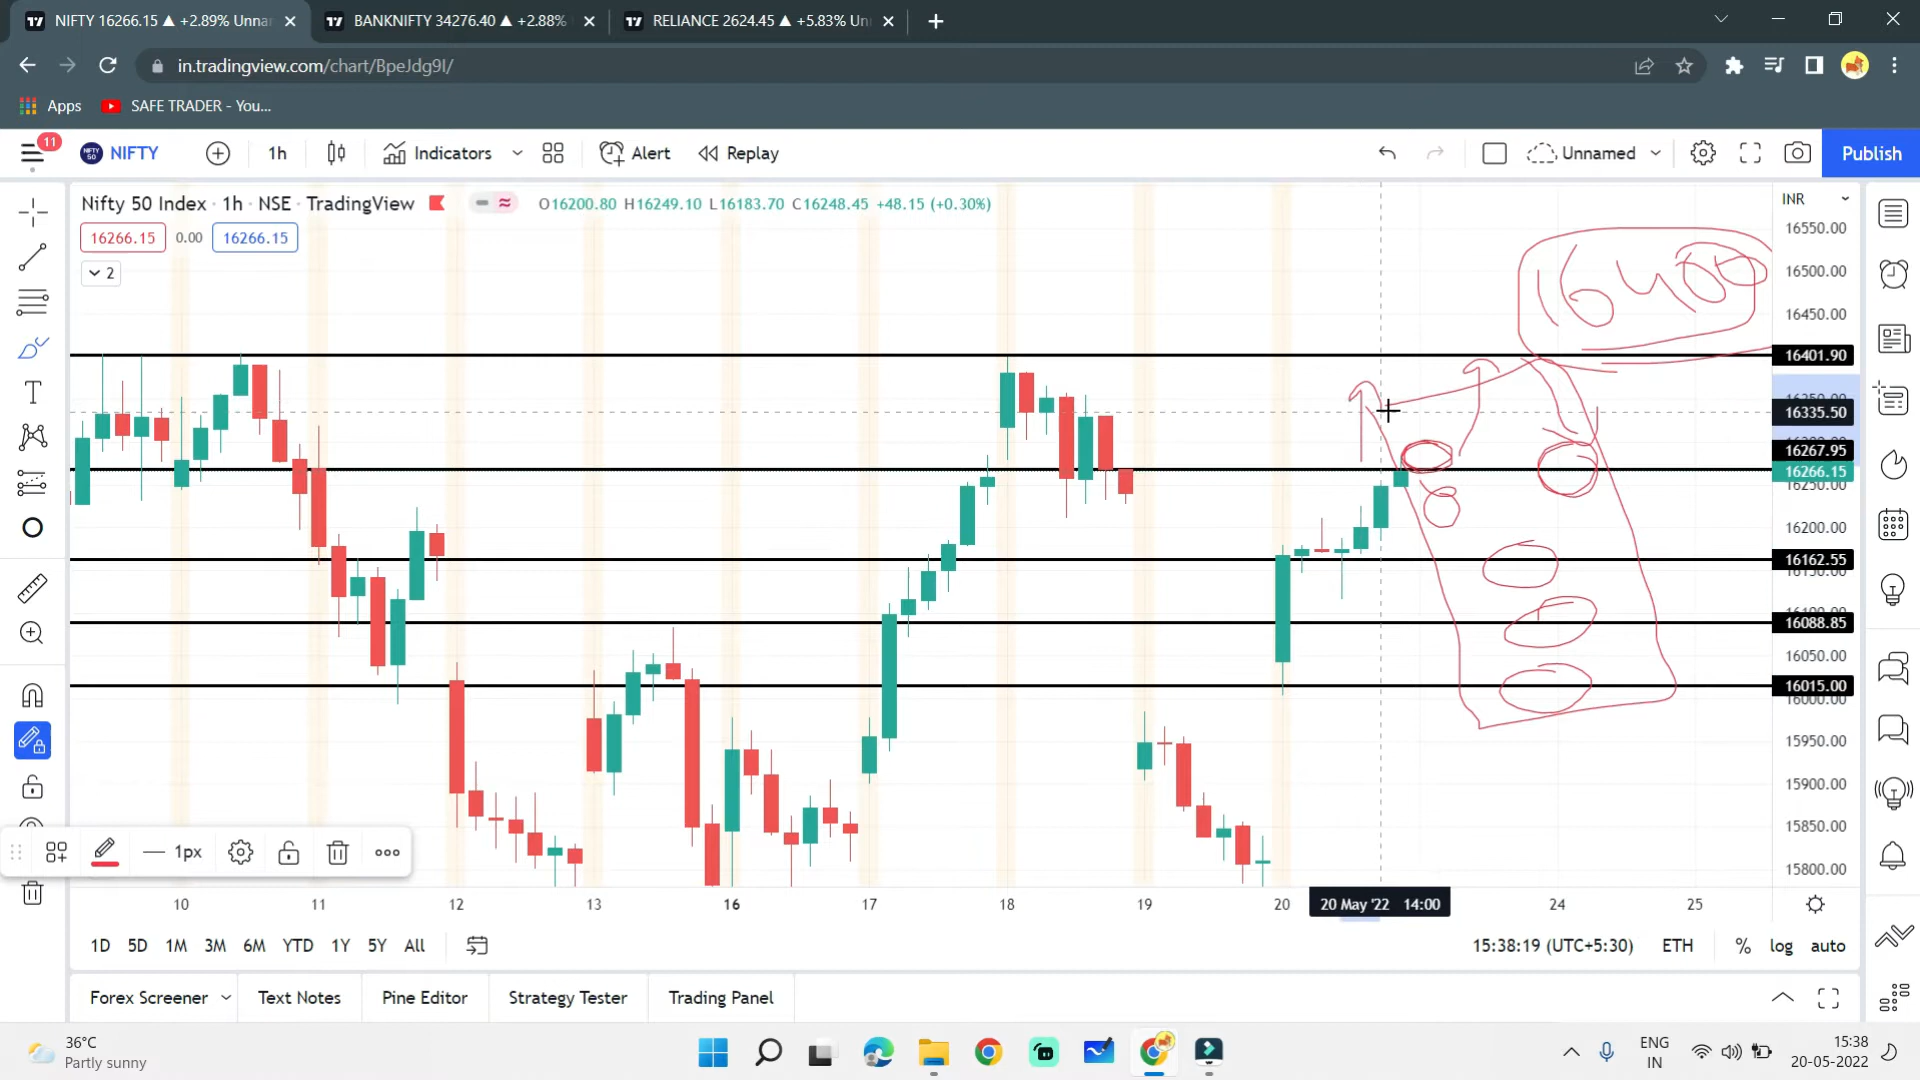 NIFTY 16266.15 ▲ +2.89% Unna
BANKNIFTY 34276.40 ▲ +2.88%
RELIANCE 2624.45 ▲ +5.83% Un
in.tradingview.com/chart/BpeJdg9I/
Apps
SAFE TRADER - You...
11
NIFTY
1h
Indicators
Alert
Replay
Unnamed
Publish
Nifty 50 Index · 1h · NSE · TradingView
O16200.80 H16249.10 L16183.70 C16248.45 +48.15 (+0.30%)
INR
16266.15
0.00
16266.15
2
16400
16550.00
16500.00
16450.00
16401.90
16335.50
16267.95
16266.15
16250.00
16200.00
16162.55
16088.85
16050.00
16015.00
15950.00
15900.00
15850.00
15800.00
1px
10 11 12 13 16 17 18 19 20 20 May '22 14:00 24 25
1D 5D 1M 3M 6M YTD 1Y 5Y All
15:38:19 (UTC+5:30) ETH % log auto
Forex Screener Text Notes Pine Editor Strategy Tester Trading Panel
36°C
Partly sunny
ENG
IN
15:38
20-05-2022